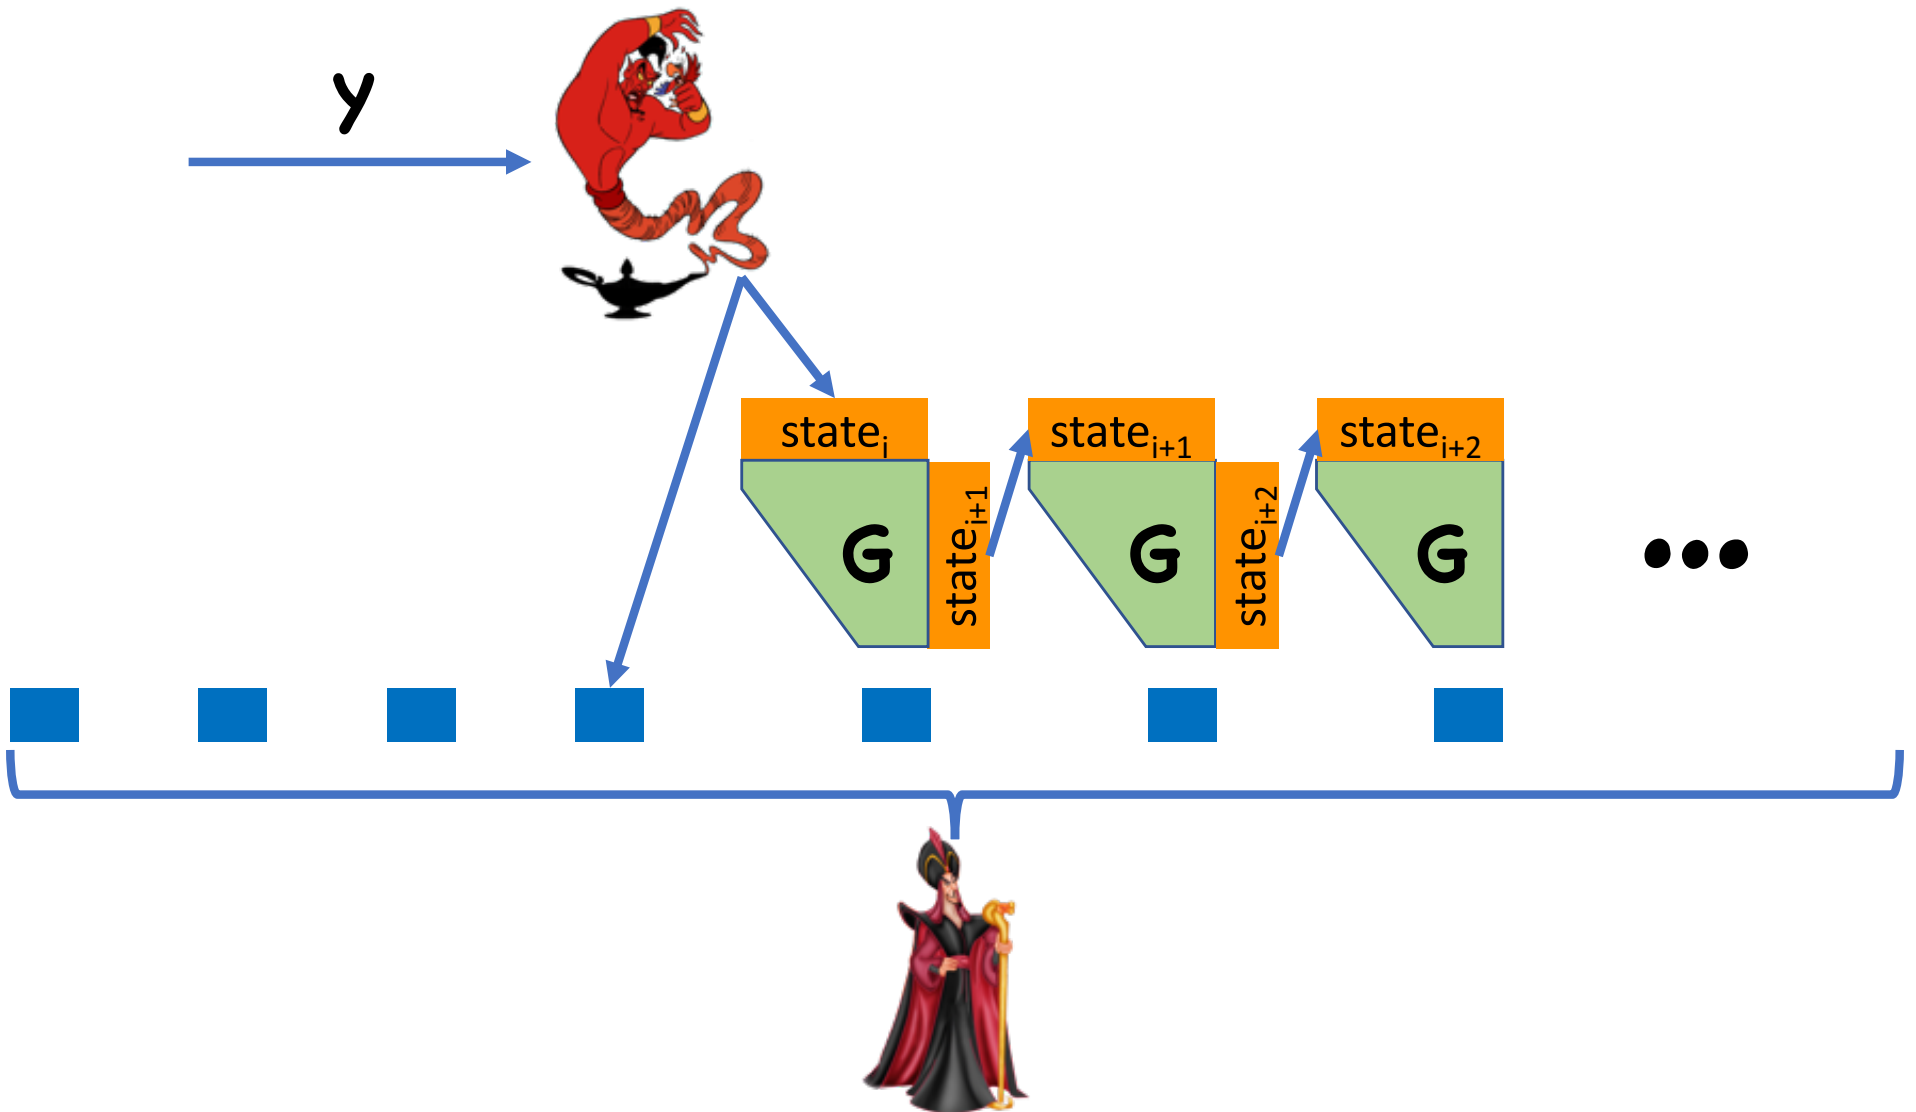 y
state_i
state_{i+1}
state_{i+2}
G
state_{i+1}
G
state_{i+2}
G
...